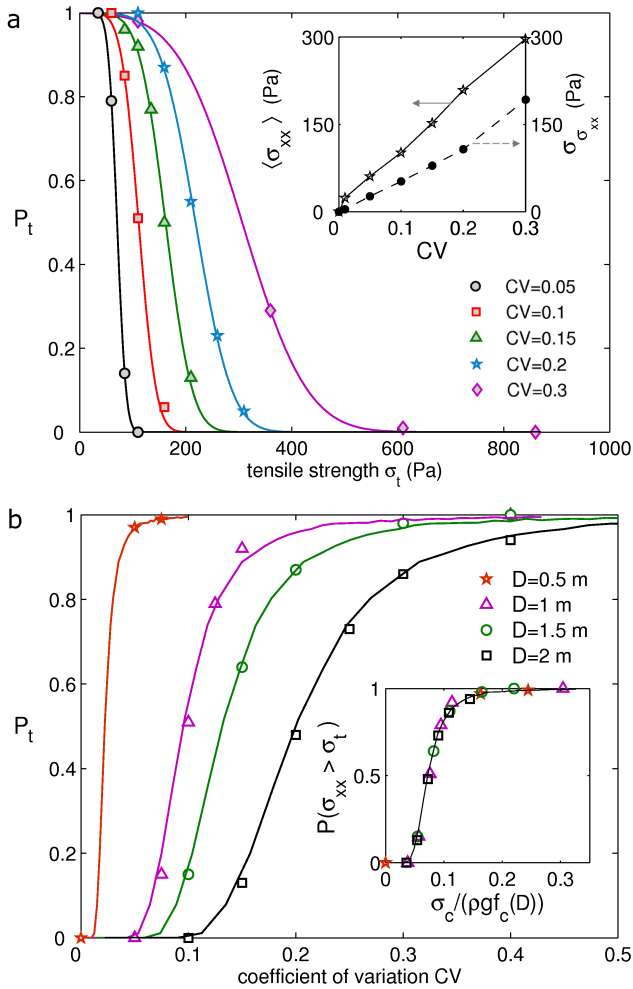 a
1
0.8
0.6
0.4
0.2
0
P_t
0 200 400 600 800 1000
tensile strength σ_t (Pa)
300
150
0
⟨σ_xx⟩ (Pa)
300
150
0
σ_σ_xx (Pa)
0 0.1 0.2 0.3
CV
CV=0.05
CV=0.1
CV=0.15
CV=0.2
CV=0.3
b
1
0.8
0.6
0.4
0.2
0
P_t
0 0.1 0.2 0.3 0.4 0.5
coefficient of variation CV
D=0.5 m
D=1 m
D=1.5 m
D=2 m
1
0.5
0
P(σ_xx > σ_t)
0 0.1 0.2 0.3
σ_c/(ρgf_c(D))